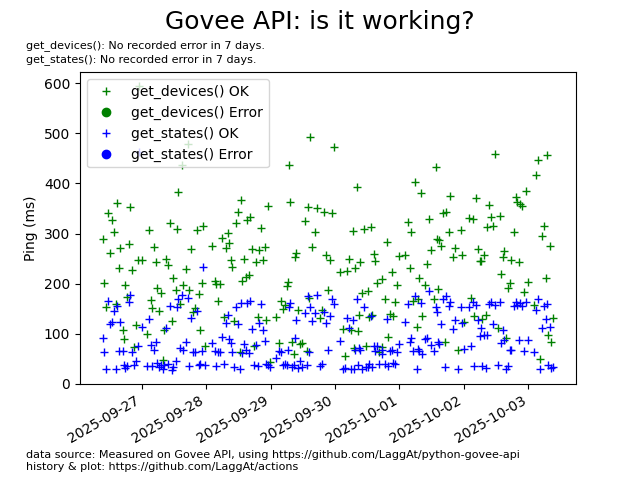 Govee API: is it working?
get_devices(): No recorded error in 7 days.
get_states(): No recorded error in 7 days.
get_devices() OK
get_devices() Error
get_states() OK
get_states() Error
Ping (ms)
600
500
400
300
200
100
0
2025-09-27
2025-09-28
2025-09-29
2025-09-30
2025-10-01
2025-10-02
2025-10-03
data source: Measured on Govee API, using https://github.com/LaggAt/python-govee-api
history & plot: https://github.com/LaggAt/actions